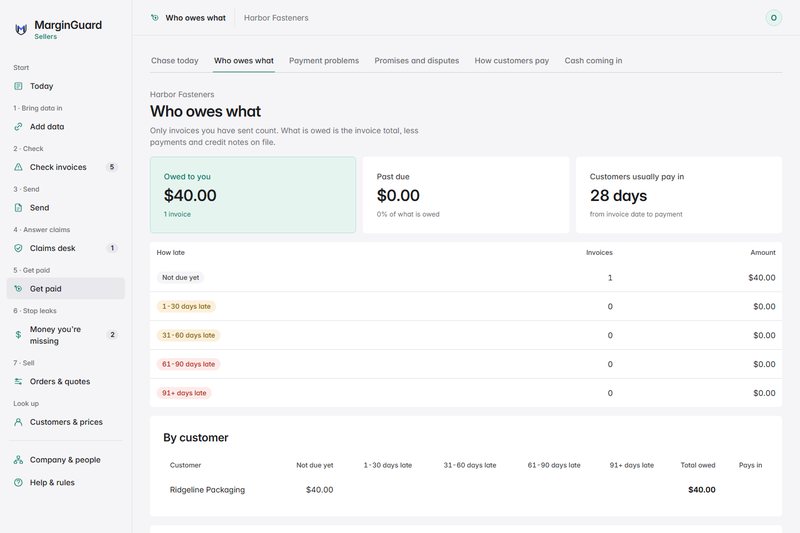 MarginGuard
Sellers
Start
Today
1 · Bring data in
Add data
2 · Check
Check invoices 5
3 · Send
Send
4 · Answer claims
Claims desk 1
5 · Get paid
Get paid
6 · Stop leaks
Money you're
missing 2
7 · Sell
Orders & quotes
Look up
Customers & prices
Company & people
Help & rules
Who owes what Harbor Fasteners O
Chase today Who owes what Payment problems Promises and disputes How customers pay Cash coming in
Harbor Fasteners
Who owes what
Only invoices you have sent count. What is owed is the invoice total, less
payments and credit notes on file.
Owed to you
$40.00
1 invoice
Past due
$0.00
0% of what is owed
Customers usually pay in
28 days
from invoice date to payment
How late Invoices Amount
Not due yet 1 $40.00
1-30 days late 0 $0.00
31-60 days late 0 $0.00
61-90 days late 0 $0.00
91+ days late 0 $0.00
By customer
Customer Not due yet 1-30 days late 31-60 days late 61-90 days late 91+ days late Total owed Pays in
Ridgeline Packaging $40.00 $40.00